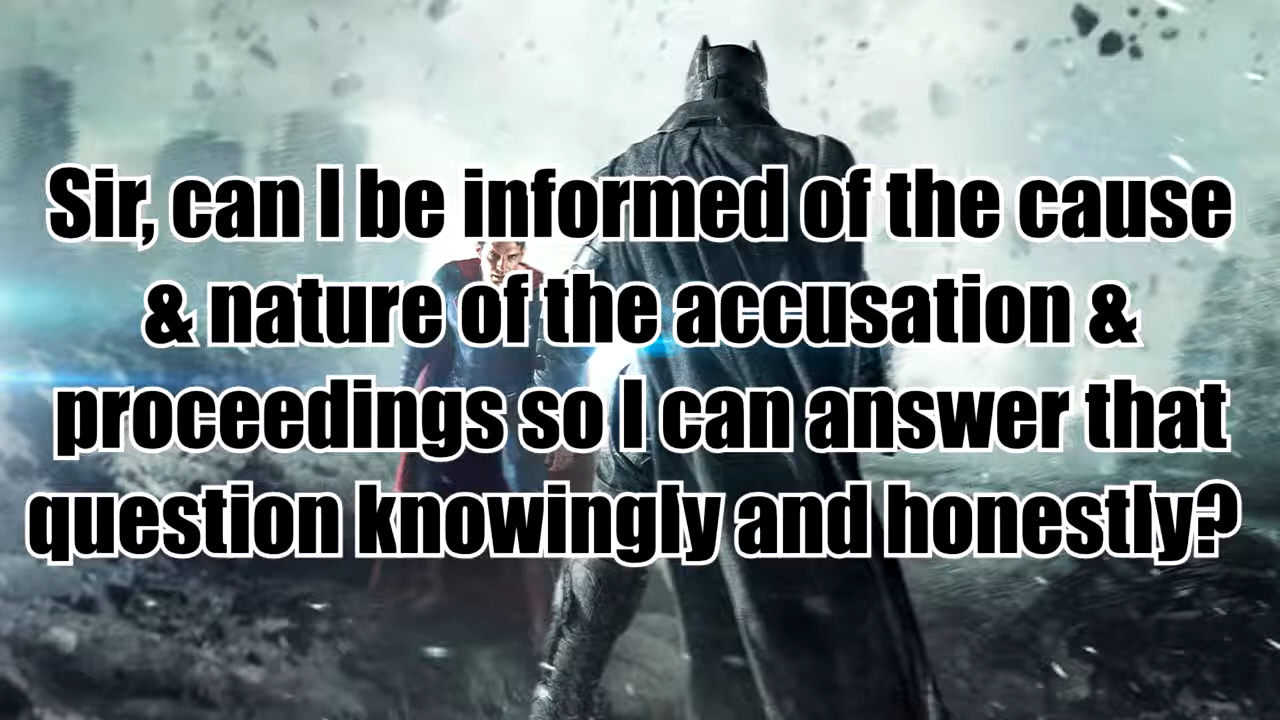 Sir, can I be informed of the cause
& nature of the accusation &
proceedings so I can answer that
question knowingly and honestly?